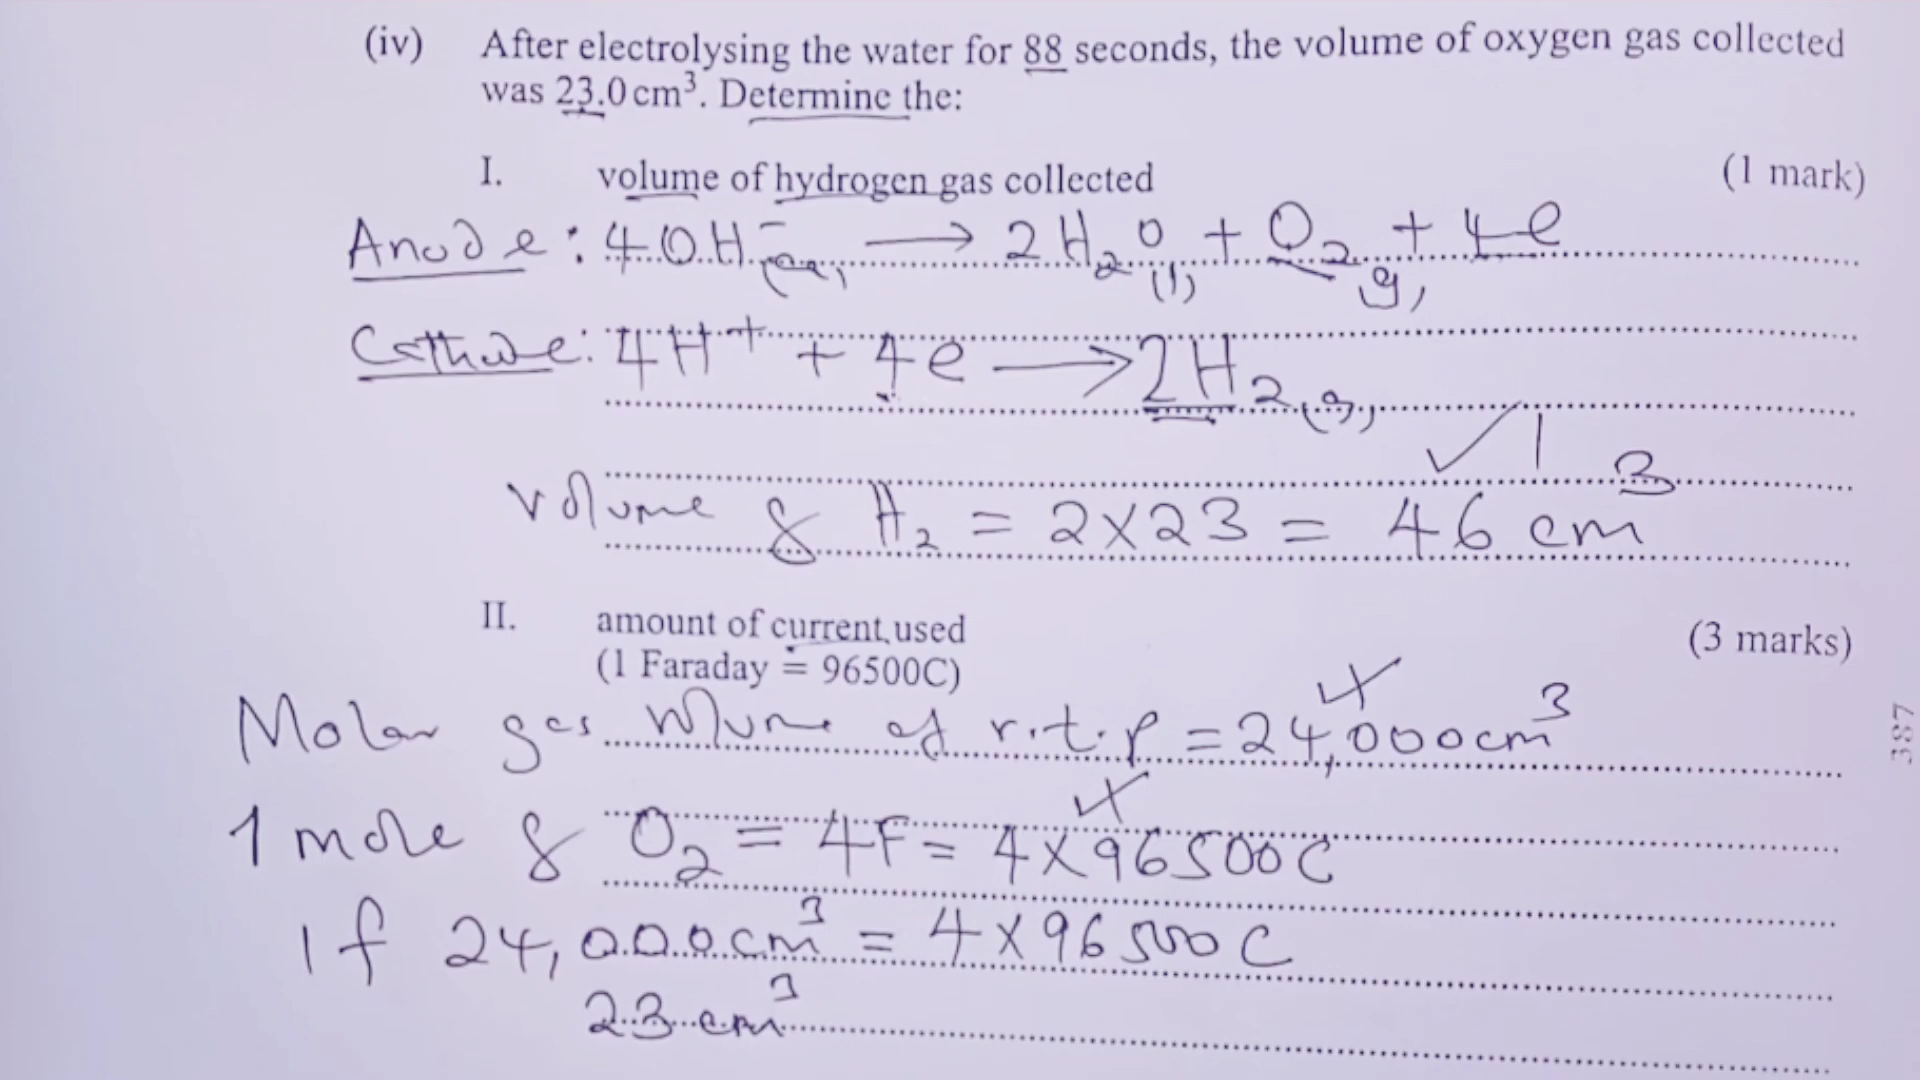 (iv) After electrolysing the water for 88 seconds, the volume of oxygen gas collected
was 23.0 cm³. Determine the:
I. volume of hydrogen gas collected (1 mark)
Anode: 4OH⁻(aq) → 2H₂O(l) + O₂(g) + 4e
Cathode: 4H⁺ + 4e → 2H₂(g)
✓1
Volume of H₂ = 2×23 = 46 cm³
II. amount of current used (3 marks)
(1 Faraday = 96500C)
Molar gas volume at r.t.p = 24,000cm³
1 mole of O₂ = 4F = 4×96500C
If 24,000cm³ = 4×96500C
23 cm³
387